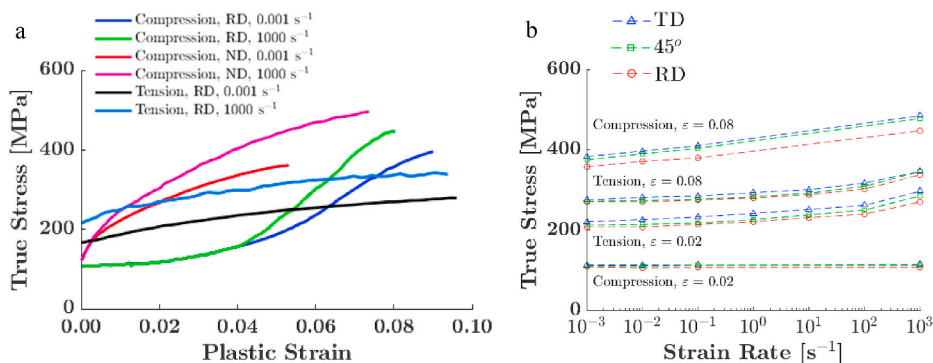 a
Compression, RD, 0.001 s⁻¹
Compression, RD, 1000 s⁻¹
Compression, ND, 0.001 s⁻¹
Compression, ND, 1000 s⁻¹
Tension, RD, 0.001 s⁻¹
Tension, RD, 1000 s⁻¹
600
400
200
0
True Stress [MPa]
0.00 0.02 0.04 0.06 0.08 0.10
Plastic Strain
b
TD
45°
RD
600
400
200
0
True Stress [MPa]
Compression, ε = 0.08
Tension, ε = 0.08
Tension, ε = 0.02
Compression, ε = 0.02
10⁻³ 10⁻² 10⁻¹ 10⁰ 10¹ 10² 10³
Strain Rate [s⁻¹]